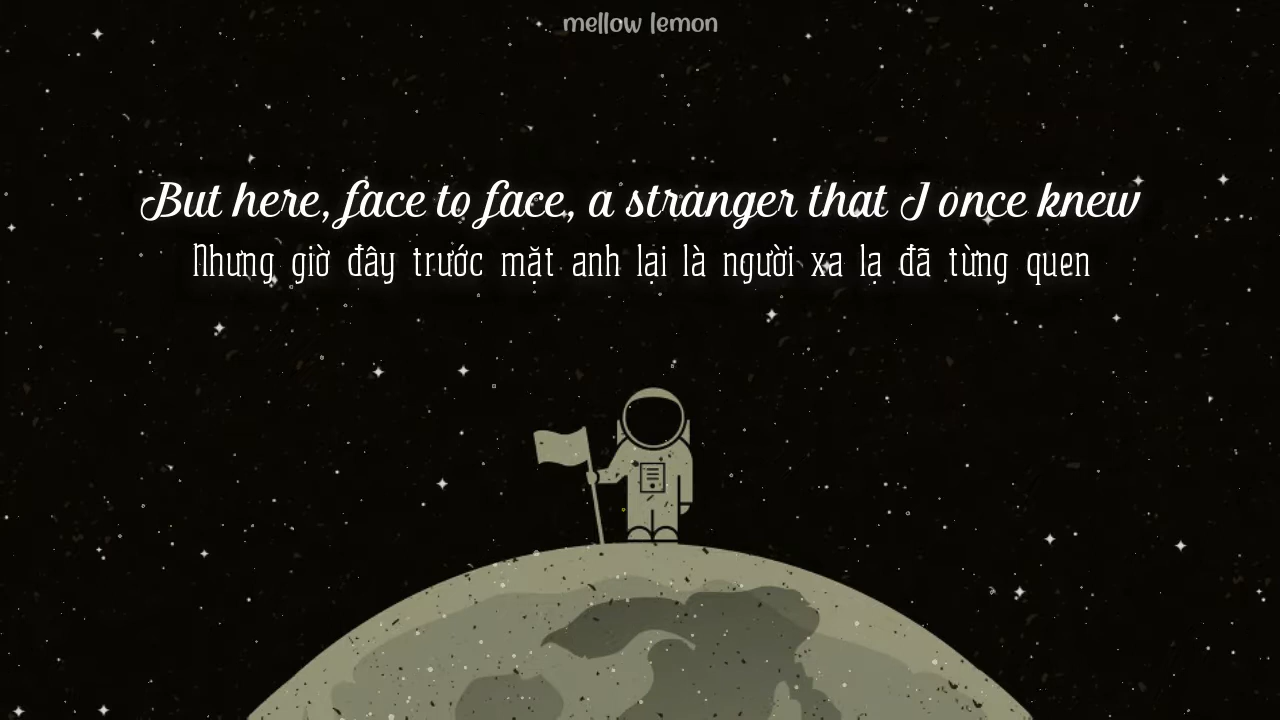 mellow lemon
But here, face to face, a stranger that I once knew
Nhưng giờ đây trước mặt anh lại là người xa lạ đã từng quen